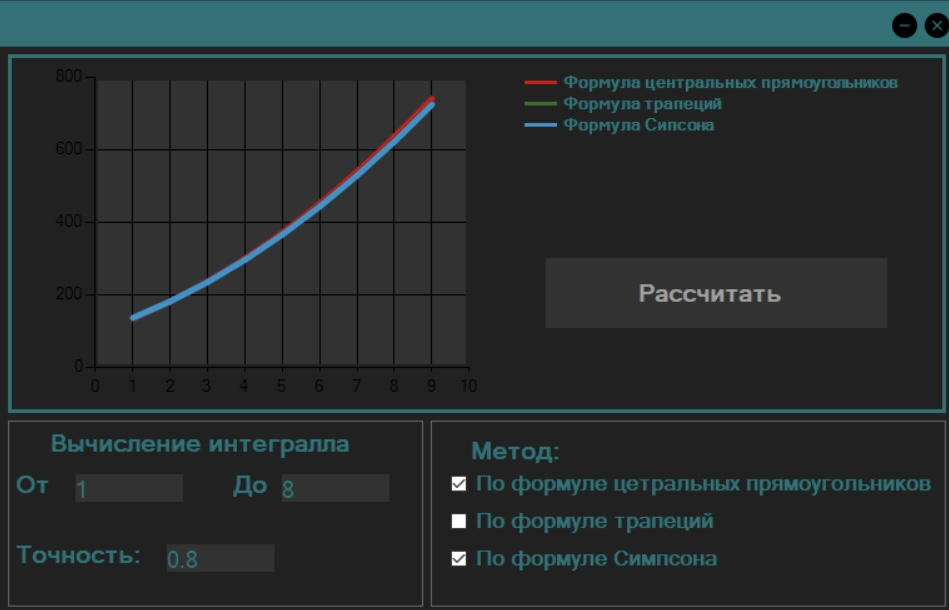 800
600
400
200
0
0 1 2 3 4 5 6 7 8 9 10
Формула центральных прямоугольников
Формула трапеций
Формула Сипсона
Рассчитать
Вычисление интегралла
От 1 До 8
Точность: 0.8
Метод:
По формуле цетральных прямоугольников
По формуле трапеций
По формуле Симпсона